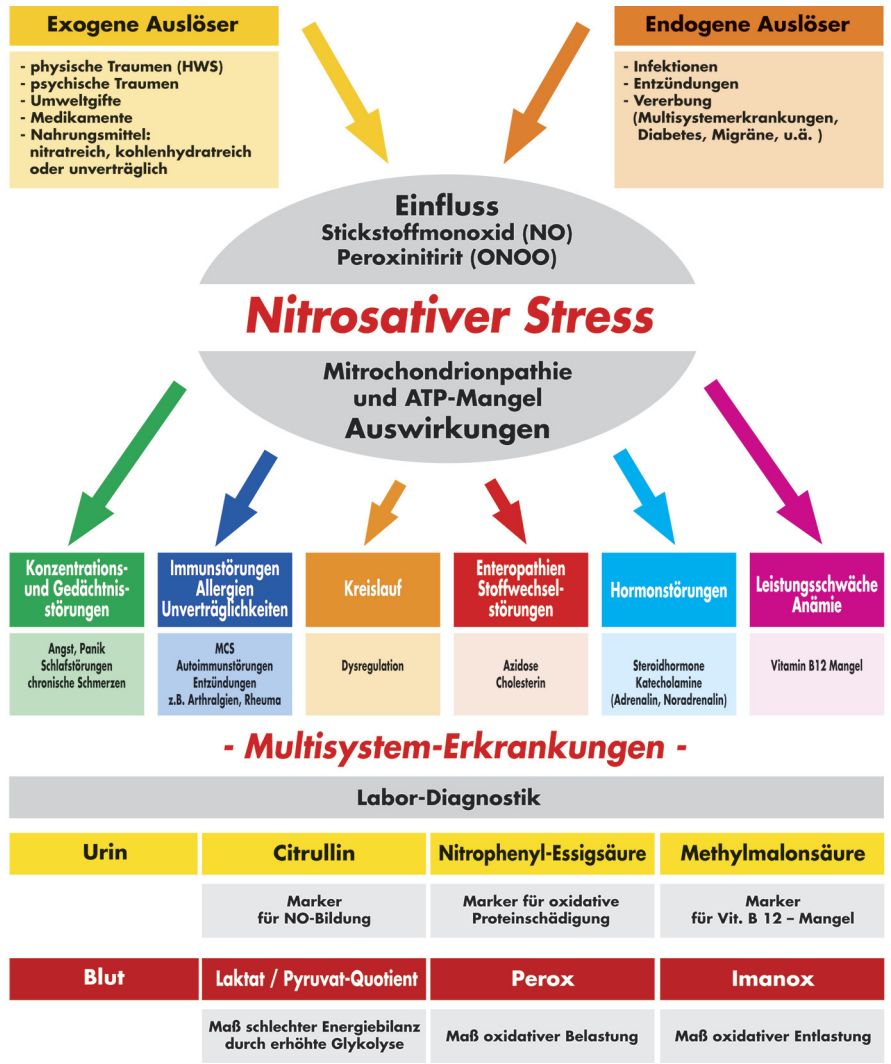 Exogene Auslöser
- physische Traumen (HWS)
- psychische Traumen
- Umweltgifte
- Medikamente
- Nahrungsmittel:
nitratreich, kohlenhydratreich
oder unverträglich
Endogene Auslöser
- Infektionen
- Entzündungen
- Vererbung
(Multisystemerkrankungen,
Diabetes, Migräne, u.ä. )
Einfluss
Stickstoffmonoxid (NO)
Peroxinitirit (ONOO)
Nitrosativer Stress
Mitrochondrionpathie
und ATP-Mangel
Auswirkungen
Konzentrations-
und Gedächtnis-
störungen
Angst, Panik
Schlafstörungen
chronische Schmerzen
Immunstörungen
Allergien
Unverträglichkeiten
MCS
Autoimmunstörungen
Entzündungen
z.B. Arthralgien, Rheuma
Kreislauf
Dysregulation
Enteropathien
Stoffwechsel-
störungen
Azidose
Cholesterin
Hormonstörungen
Steroidhormone
Katecholamine
(Adrenalin, Noradrenalin)
Leistungsschwäche
Anämie
Vitamin B12 Mangel
- Multisystem-Erkrankungen -
Labor-Diagnostik
Urin
Citrullin
Nitrophenyl-Essigsäure
Methylmalonsäure
Marker
für NO-Bildung
Marker für oxidative
Proteinschädigung
Marker
für Vit. B 12 – Mangel
Blut
Laktat / Pyruvat-Quotient
Perox
Imanox
Maß schlechter Energiebilanz
durch erhöhte Glykolyse
Maß oxidativer Belastung
Maß oxidativer Entlastung